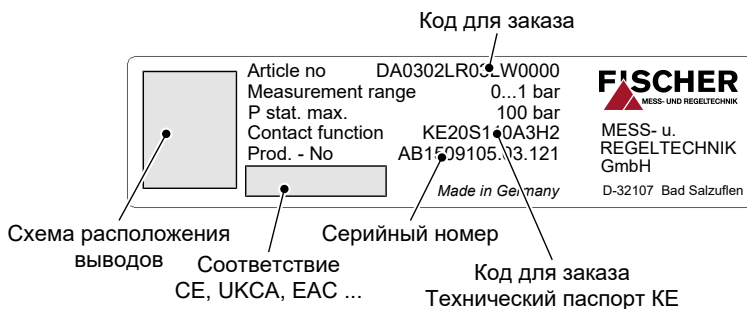 Код для заказа
Article no DA0302LR03LW0000
Measurement range 0...1 bar
P stat. max. 100 bar
Contact function
Prod. - No AB1509105.03.121
Made in Germany
FISCHER
MESS- UND REGELTECHNIK
MESS- u.
REGELTECHNIK
GmbH
D-32107 Bad Salzuflen
Схема расположения
выводов
Соответствие
CE, UKCA, EAC ...
Серийный номер
Код для заказа
Технический паспорт KE